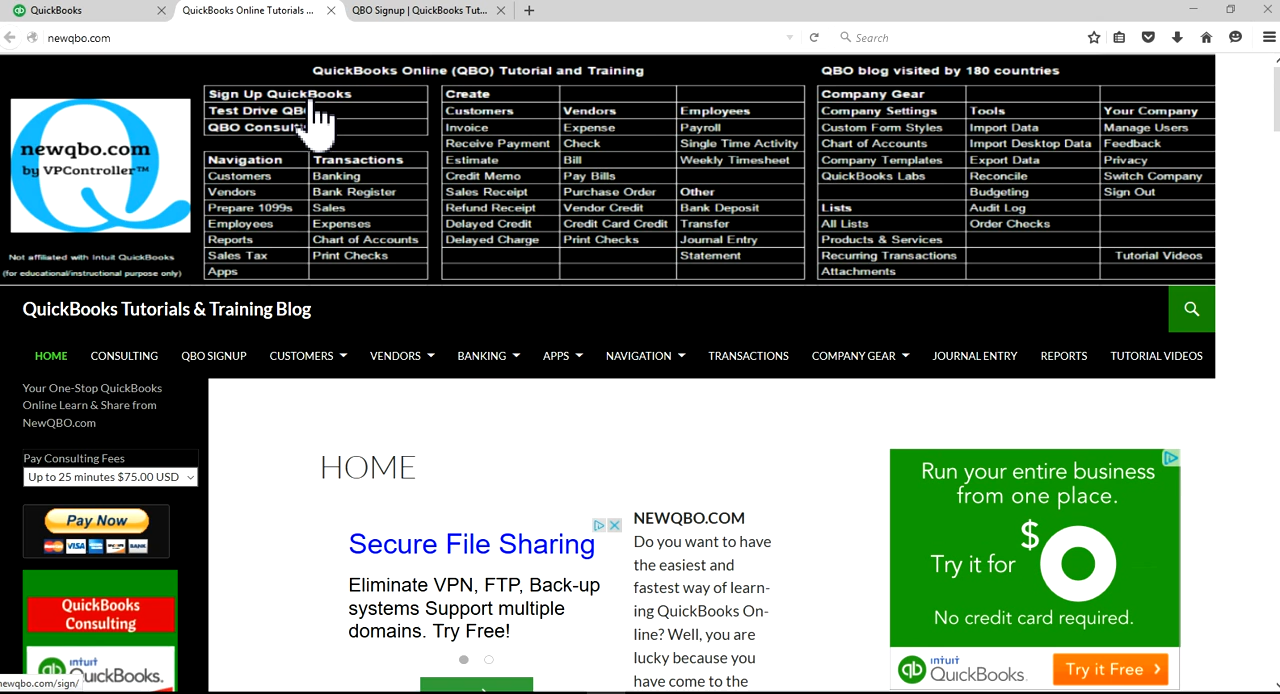 QuickBooks
QuickBooks Online Tutorials ...
QBO Signup | QuickBooks Tut...
newqbo.com
Search
QuickBooks Online (QBO) Tutorial and Training
QBO blog visited by 180 countries
newqbo.com
by VPController™
Not affiliated with Intuit QuickBooks
(for educational/instructional purpose only)
Sign Up QuickBooks
Test Drive QBO
QBO Consult
Navigation Transactions
Customers Banking
Vendors Bank Register
Prepare 1099s Sales
Employees Expenses
Reports Chart of Accounts
Sales Tax Print Checks
Apps
Create
Customers Vendors Employees
Invoice Expense Payroll
Receive Payment Check Single Time Activity
Estimate Bill Weekly Timesheet
Credit Memo Pay Bills
Sales Receipt Purchase Order Other
Refund Receipt Vendor Credit Bank Deposit
Delayed Credit Credit Card Credit Transfer
Delayed Charge Print Checks Journal Entry
Statement
Company Gear
Company Settings Tools Your Company
Custom Form Styles Import Data Manage Users
Chart of Accounts Import Desktop Data Feedback
Company Templates Export Data Privacy
QuickBooks Labs Reconcile Switch Company
Budgeting Sign Out
Lists Audit Log
All Lists Order Checks
Products & Services
Recurring Transactions Tutorial Videos
Attachments
QuickBooks Tutorials & Training Blog
HOME CONSULTING QBO SIGNUP CUSTOMERS VENDORS BANKING APPS NAVIGATION TRANSACTIONS COMPANY GEAR JOURNAL ENTRY REPORTS TUTORIAL VIDEOS
Your One-Stop QuickBooks
Online Learn & Share from
NewQBO.com
Pay Consulting Fees
Up to 25 minutes $75.00 USD
Pay Now
VISA
BANK
QuickBooks
Consulting
qb intuit
QuickBooks.
newqbo.com/sign/
HOME
Secure File Sharing
Eliminate VPN, FTP, Back-up
systems Support multiple
domains. Try Free!
NEWQBO.COM
Do you want to have
the easiest and
fastest way of learn-
ing QuickBooks On-
line? Well, you are
lucky because you
have come to the
Run your entire business
from one place.
Try it for $0
No credit card required.
qb intuit
QuickBooks.
Try it Free